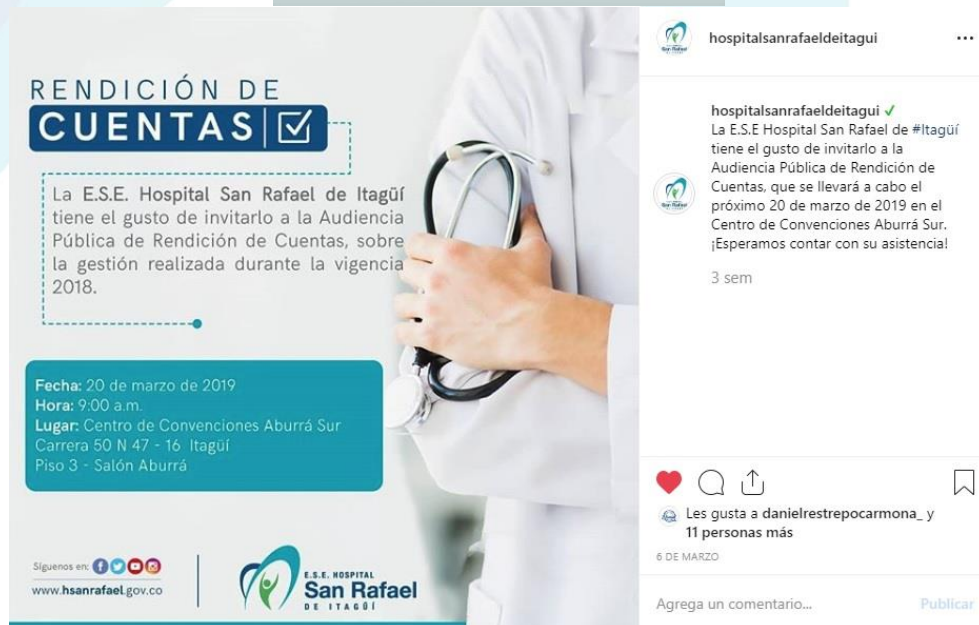 RENDICIÓN DE
CUENTAS
La E.S.E. Hospital San Rafael de Itagüí
tiene el gusto de invitarlo a la Audiencia
Pública de Rendición de Cuentas, sobre
la gestión realizada durante la vigencia
2018.
Fecha: 20 de marzo de 2019
Hora: 9:00 a.m.
Lugar: Centro de Convenciones Aburrá Sur
Carrera 50 N 47 - 16 Itagüí
Piso 3 - Salón Aburrá
Síguenos en:
www.hsanrafael.gov.co
E.S.E. HOSPITAL
San Rafael
DE ITAGÜÍ
San Rafael
hospitalsanrafaeldeitagui
hospitalsanrafaeldeitagui
La E.S.E Hospital San Rafael de #Itagüí
tiene el gusto de invitarlo a la
Audiencia Pública de Rendición de
Cuentas, que se llevará a cabo el
San Rafael
próximo 20 de marzo de 2019 en el
Centro de Convenciones Aburrá Sur.
¡Esperamos contar con su asistencia!
3 sem
Les gusta a danielrestrepocarmona_ y
11 personas más
6 DE MARZO
Agrega un comentario...
Publicar